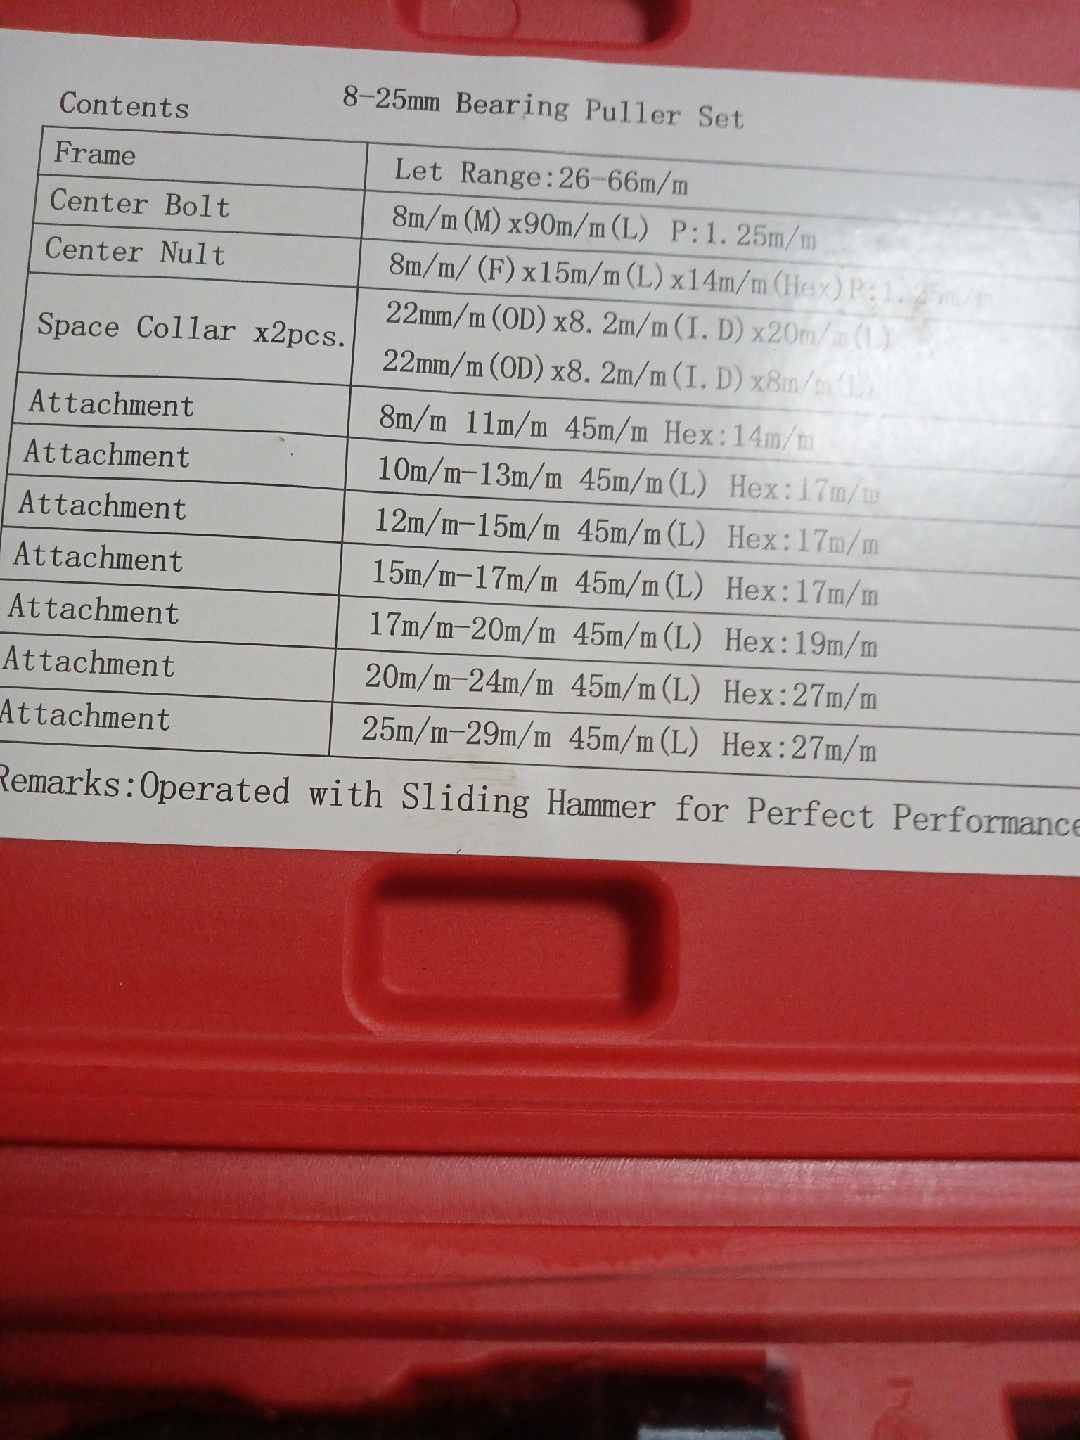 Contents 8-25mm Bearing Puller Set
Frame Let Range:26-66m/m
Center Bolt 8m/m(M)x90m/m(L) P:1.25m/m
Center Nult 8m/m/(F)x15m/m(L)x14m/m(Hex)P:1.25m/m
Space Collar x2pcs. 22mm/m(OD)x8.2m/m(I.D)x20m/m(L)
22mm/m(OD)x8.2m/m(I.D)x8m/m(L)
Attachment 8m/m 11m/m 45m/m Hex:14m/m
Attachment 10m/m-13m/m 45m/m(L) Hex:17m/m
Attachment 12m/m-15m/m 45m/m(L) Hex:17m/m
Attachment 15m/m-17m/m 45m/m(L) Hex:17m/m
Attachment 17m/m-20m/m 45m/m(L) Hex:19m/m
Attachment 20m/m-24m/m 45m/m(L) Hex:27m/m
Attachment 25m/m-29m/m 45m/m(L) Hex:27m/m
Remarks:Operated with Sliding Hammer for Perfect Performance